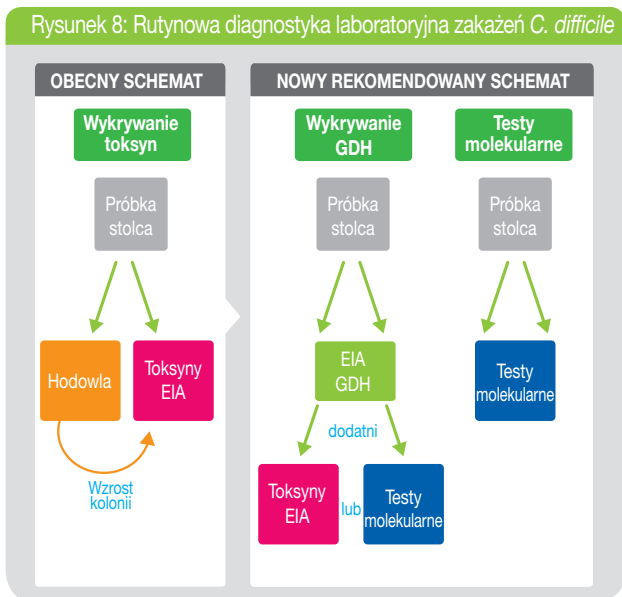 Rysunek 8: Rutynowa diagnostyka laboratoryjna zakażeń C. difficile
OBECNY SCHEMAT
Wykrywanie
toksyn
Próbka
stolca
Hodowla
Toksyny
EIA
Wzrost
kolonii
NOWY REKOMENDOWANY SCHEMAT
Wykrywanie
GDH
Próbka
stolca
EIA
GDH
dodatni
Toksyny
EIA
lub
Testy
molekularne
Testy
molekularne
Próbka
stolca
Testy
molekularne